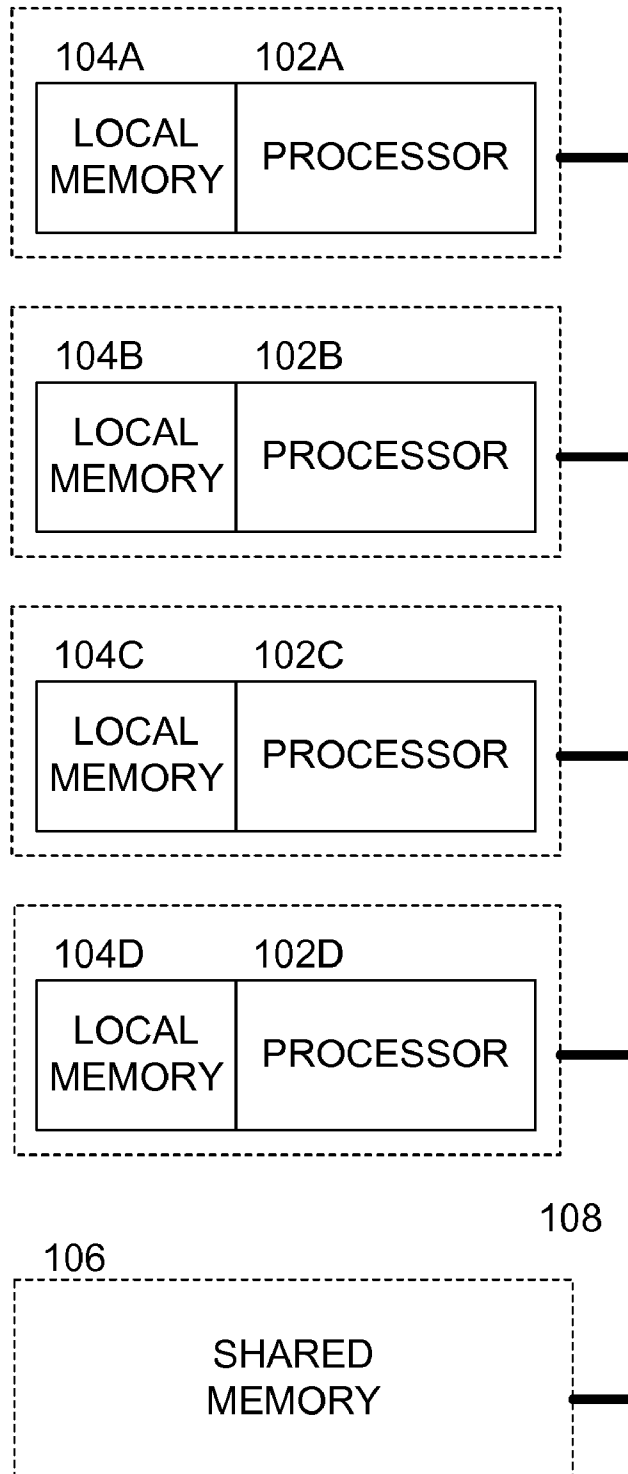 104A 102A
LOCAL
MEMORY
PROCESSOR
104B 102B
LOCAL
MEMORY
PROCESSOR
104C 102C
LOCAL
MEMORY
PROCESSOR
104D 102D
LOCAL
MEMORY
PROCESSOR
108
106
SHARED
MEMORY